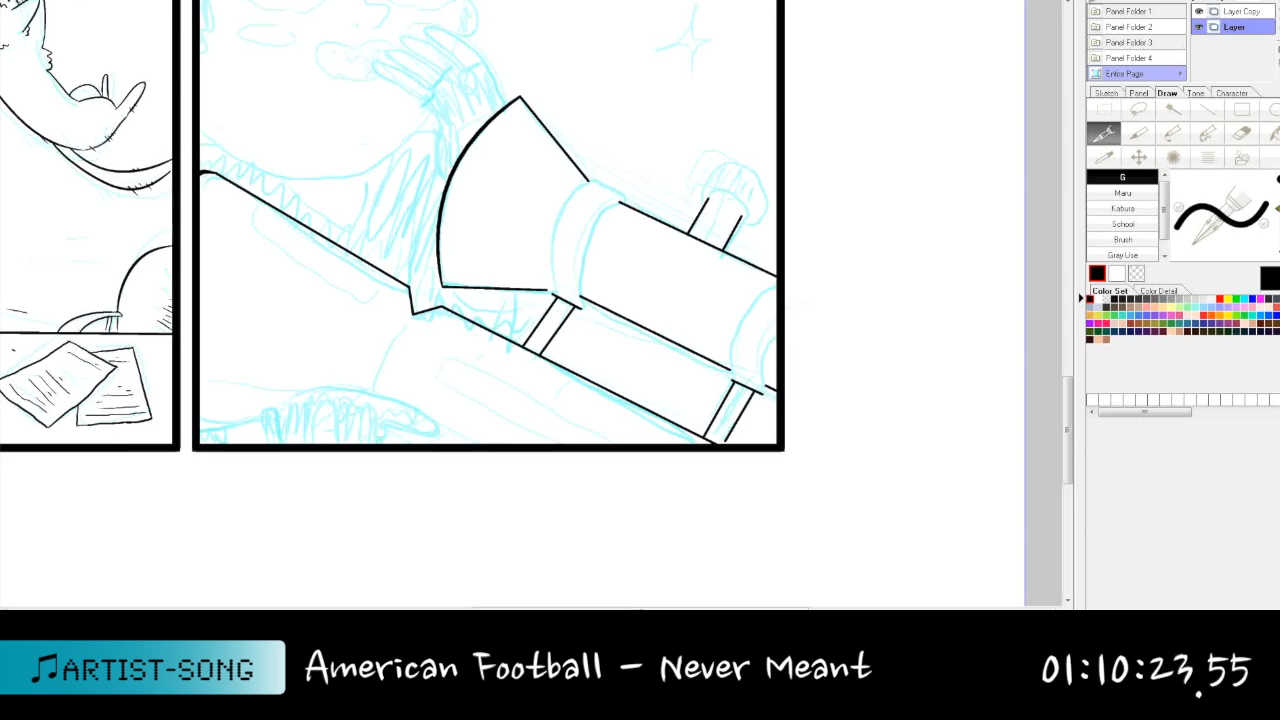 Panel Folder 1
Panel Folder 2
Panel Folder 3
Panel Folder 4
Entire Page
Layer Copy
Layer
Sketch Panel Draw Tone Character
G
Maru
Kabura
School
Brush
Gray Use
Color Set Color Detail
ARTIST-SONG American Football - Never Meant 01:10:23.55